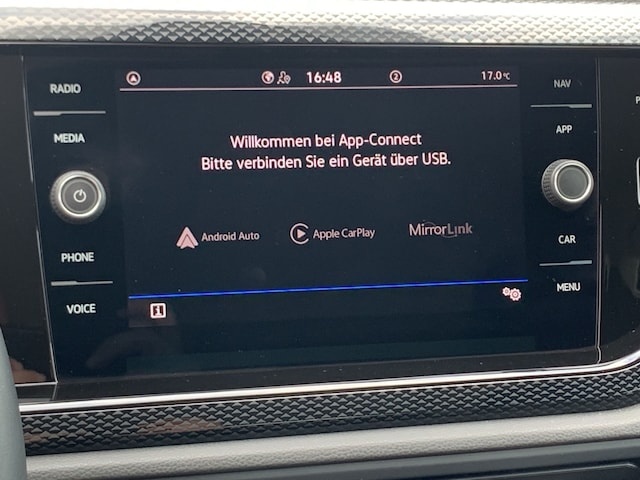 RADIO
MEDIA
PHONE
VOICE
16:48
2
17.0°C
Willkommen bei App-Connect
Bitte verbinden Sie ein Gerät über USB.
Android Auto
Apple CarPlay
MirrorLink
i
NAV
APP
CAR
MENU
P